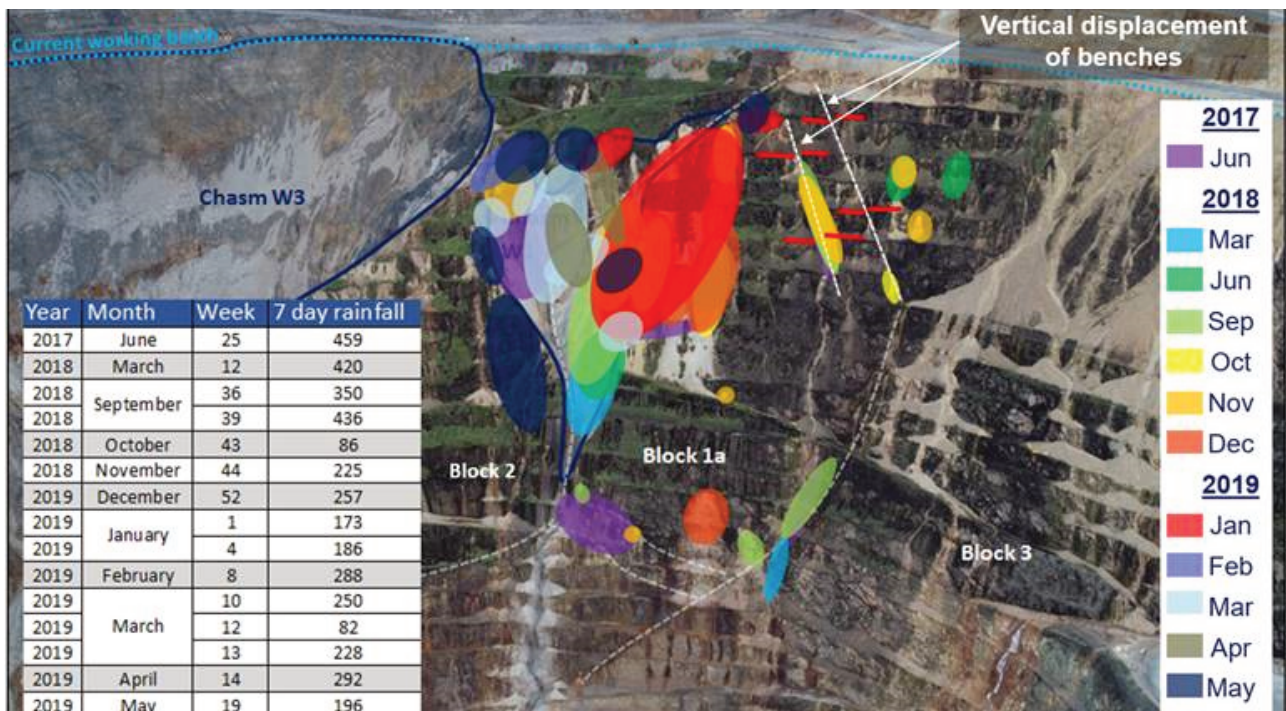 Current working bench
Vertical displacement
of benches
Chasm W3
W
Block 2
Block 1a
Block 3
Year Month Week 7 day rainfall
2017 June 25 459
2018 March 12 420
2018 September 36 350
2018 39 436
2018 October 43 86
2018 November 44 225
2019 December 52 257
2019 January 1 173
2019 4 186
2019 February 8 288
2019 March 10 250
2019 12 82
2019 13 228
2019 April 14 292
2019 May 19 196
2017
Jun
2018
Mar
Jun
Sep
Oct
Nov
Dec
2019
Jan
Feb
Mar
Apr
May